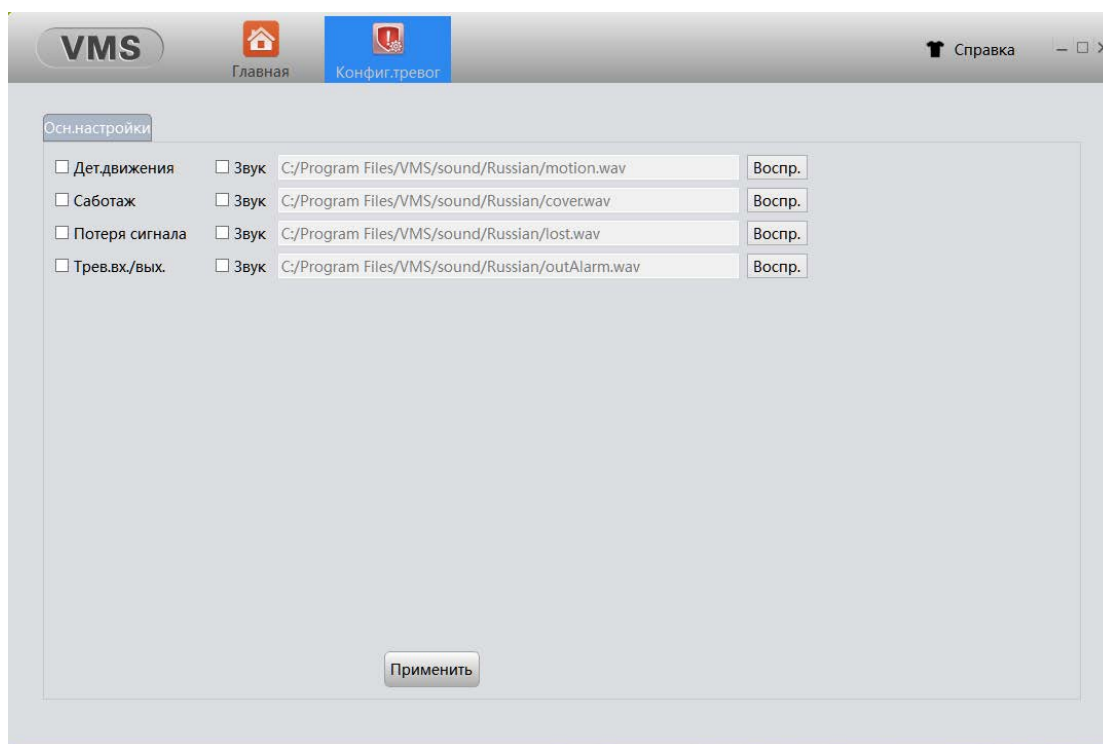 VMS
Главная
Конфиг.тревог
Справка
Осн.настройки
Дет.движения Звук C:/Program Files/VMS/sound/Russian/motion.wav Воспр.
Саботаж Звук C:/Program Files/VMS/sound/Russian/cover.wav Воспр.
Потеря сигнала Звук C:/Program Files/VMS/sound/Russian/lost.wav Воспр.
Трев.вх./вых. Звук C:/Program Files/VMS/sound/Russian/outAlarm.wav Воспр.
Применить